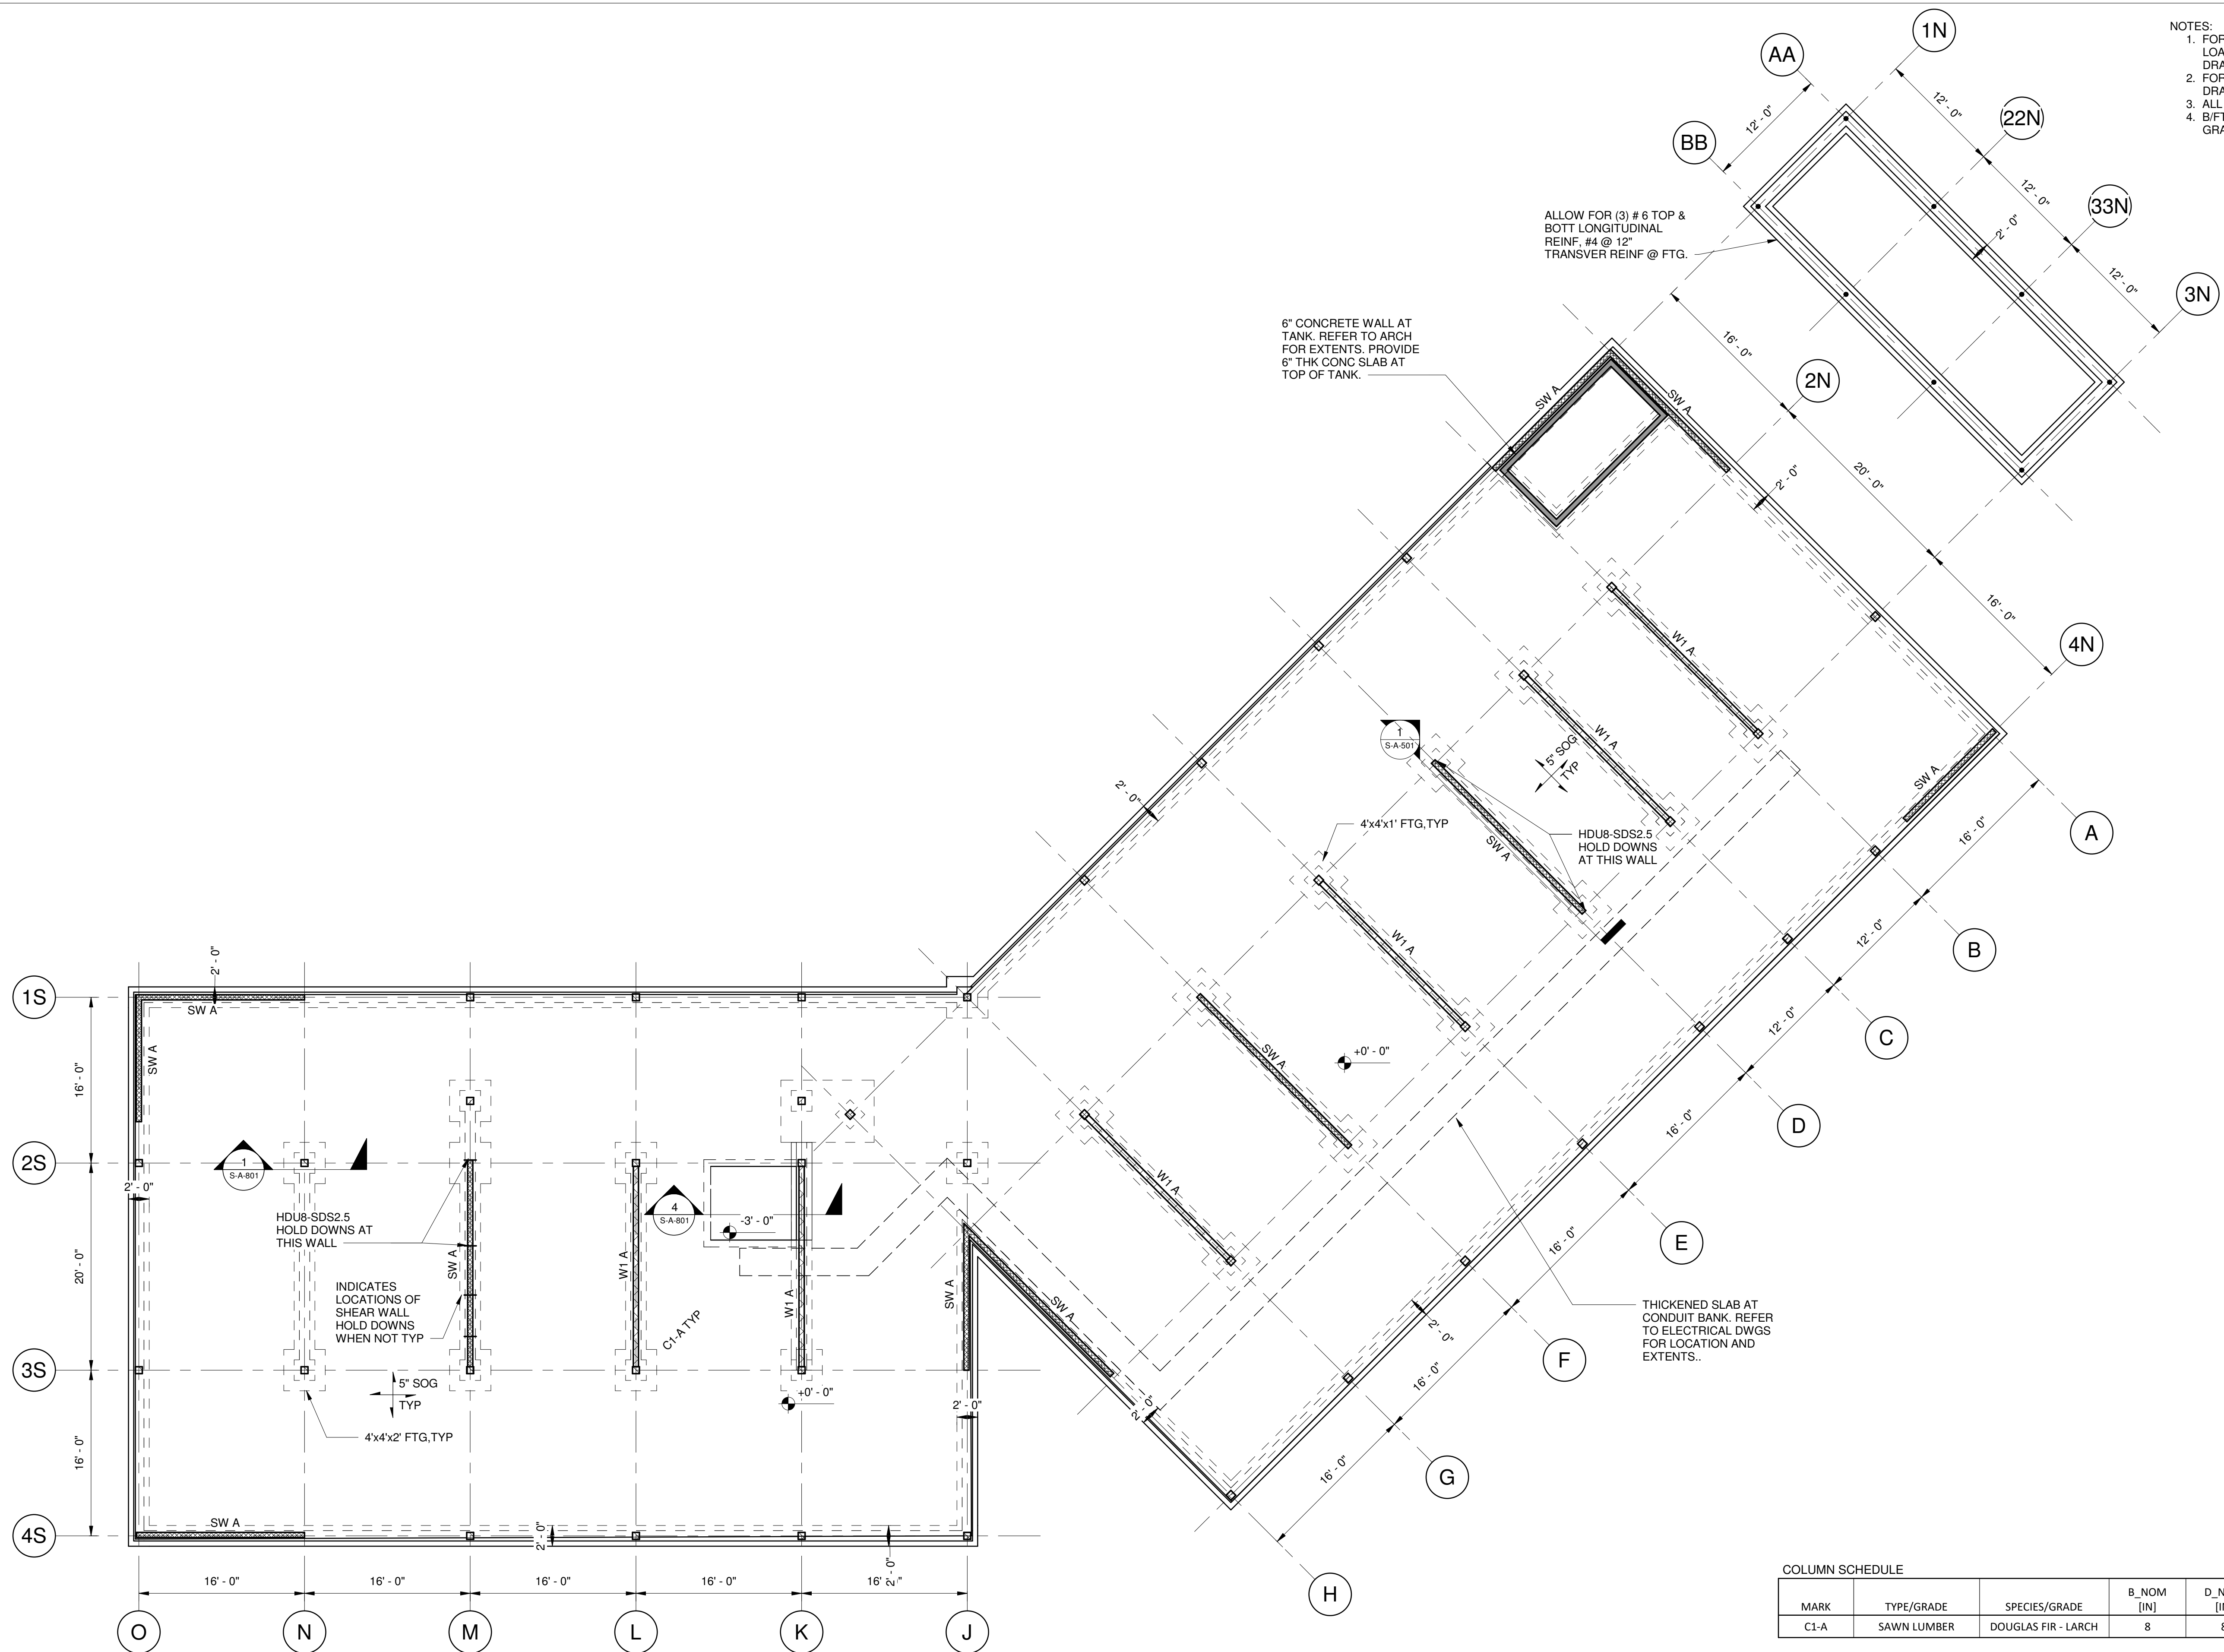 NOTES:
1. FOR
LOA
DRA
2. FOR
DRA
3. ALL
4. B/FT
GRA
1N
AA
22N
BB
33N
3N
12' - 0"
12' - 0"
12' - 0"
12' - 0"
2' - 0"
ALLOW FOR (3) # 6 TOP &
BOTT LONGITUDINAL
REINF, #4 @ 12"
TRANSVER REINF @ FTG.
6" CONCRETE WALL AT
TANK. REFER TO ARCH
FOR EXTENTS. PROVIDE
6" THK CONC SLAB AT
TOP OF TANK.
16' - 0"
2N
SW A
SW A
20' - 0"
2' - 0"
16' - 0"
4N
W1 A
W1 A
1
S-A-501
5" SOG
TYP
SW A
A
16' - 0"
2' - 0"
4'x4'x1' FTG,TYP
SW A
HDU8-SDS2.5
HOLD DOWNS
AT THIS WALL
12' - 0"
B
W1 A
12' - 0"
C
SW A
+0' - 0"
16' - 0"
D
W1 A
16' - 0"
E
16' - 0"
F
THICKENED SLAB AT
CONDUIT BANK. REFER
TO ELECTRICAL DWGS
FOR LOCATION AND
EXTENTS..
2' - 0"
16' - 0"
G
2' - 0"
H
SW A
1S
2' - 0"
SW A
SW A
16' - 0"
2S
1
S-A-801
2' - 0"
HDU8-SDS2.5
HOLD DOWNS AT
THIS WALL
4
S-A-801
-3' - 0"
20' - 0"
SW A
W1 A
W1 A
SW A
INDICATES
LOCATIONS OF
SHEAR WALL
HOLD DOWNS
WHEN NOT TYP
C1-A TYP
3S
5" SOG
TYP
+0' - 0"
2' - 0"
4'x4'x2' FTG,TYP
16' - 0"
SW A
4S
2' - 0"
2' - 0"
16' - 0"
16' - 0"
16' - 0"
16' - 0"
16' - 0"
O
N
M
L
K
J
COLUMN SCHEDULE
MARK TYPE/GRADE SPECIES/GRADE B_NOM [IN] D_N [IN
C1-A SAWN LUMBER DOUGLAS FIR - LARCH 8 8